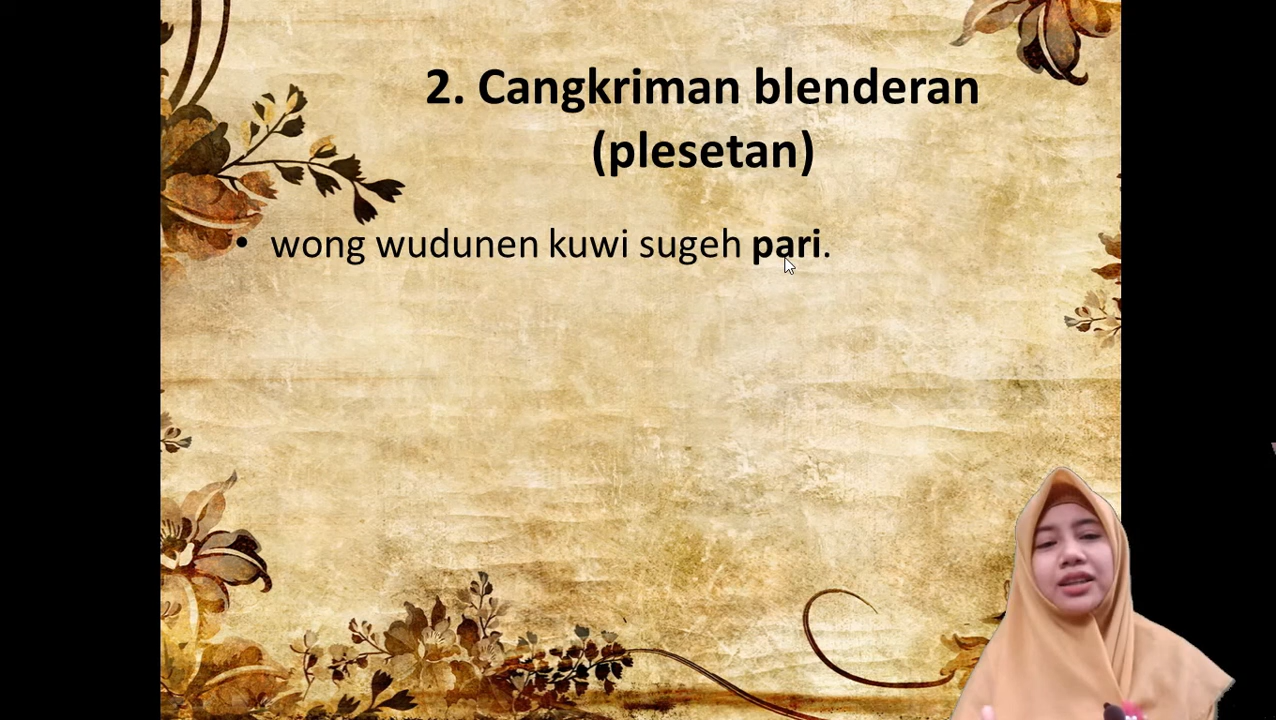 2. Cangkriman blenderan
(plesetan)
• wong wudunen kuwi sugeh pari.